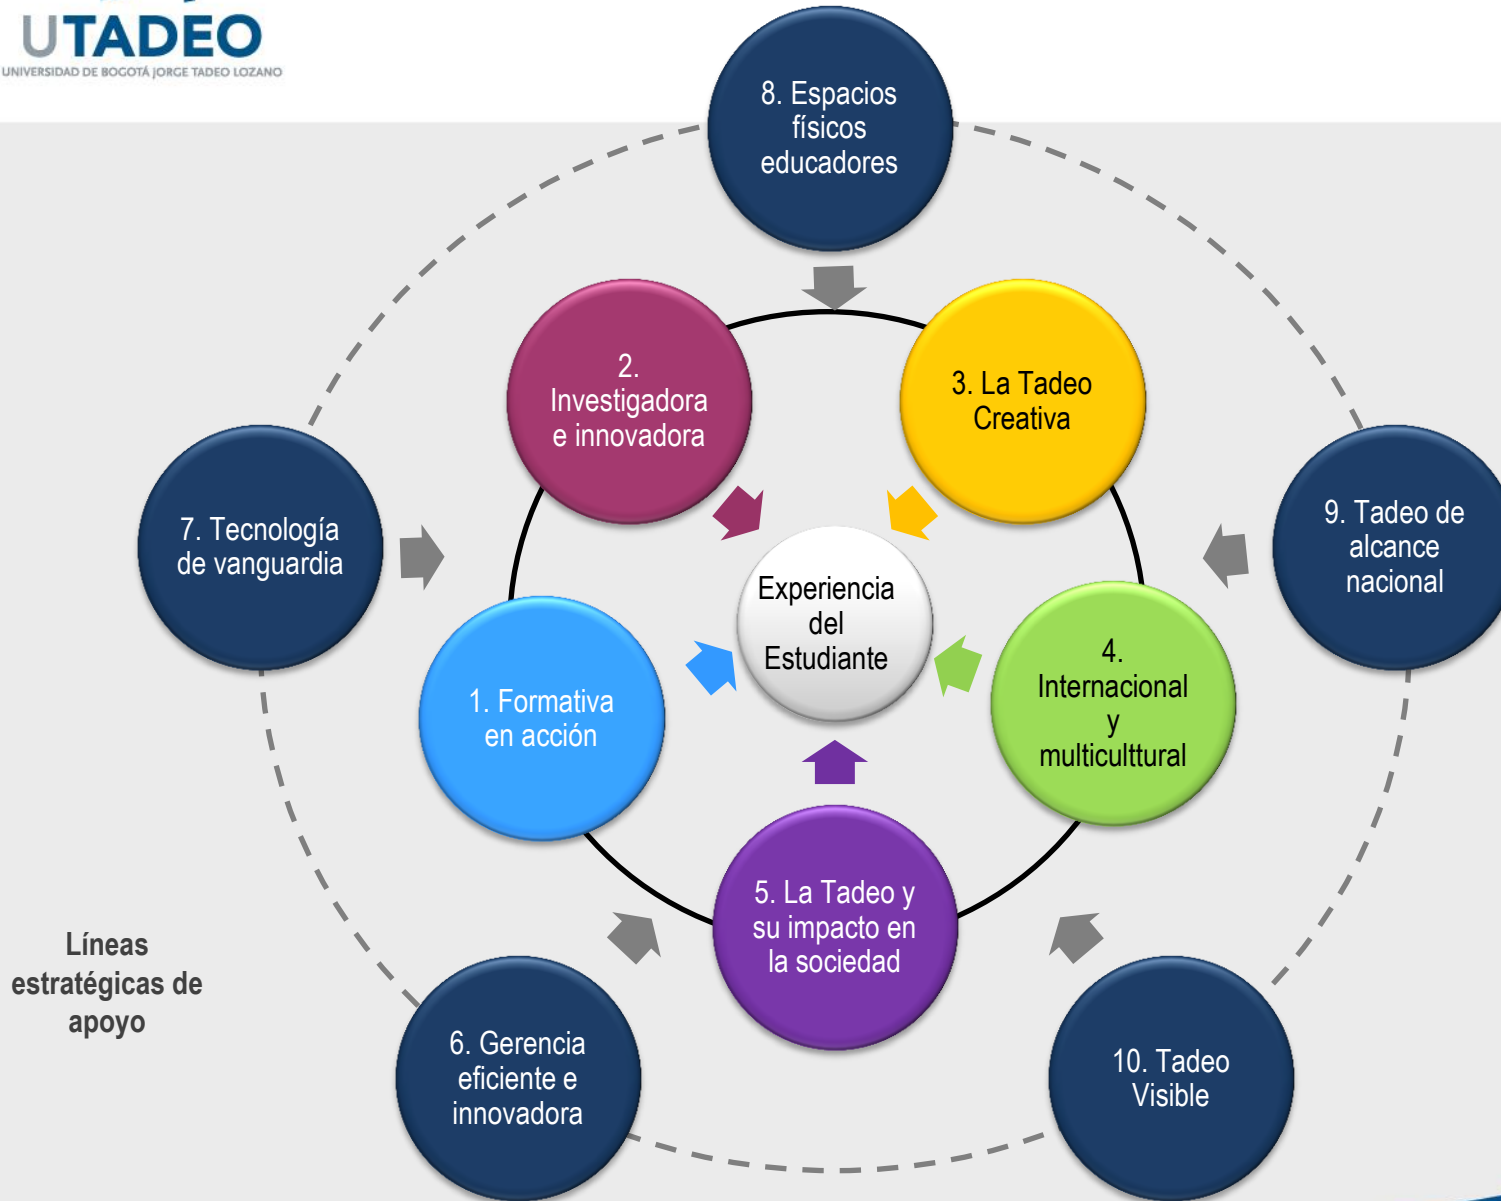 UTADEO
UNIVERSIDAD DE BOGOTÁ JORGE TADEO LOZANO
8. Espacios
físicos
educadores
2.
Investigadora
e innovadora
3. La Tadeo
Creativa
7. Tecnología
de vanguardia
9. Tadeo de
alcance
nacional
Experiencia
del
Estudiante
1. Formativa
en acción
4.
Internacional
y
multiculttural
5. La Tadeo y
su impacto en
la sociedad
Líneas
estratégicas de
apoyo
6. Gerencia
eficiente e
innovadora
10. Tadeo
Visible